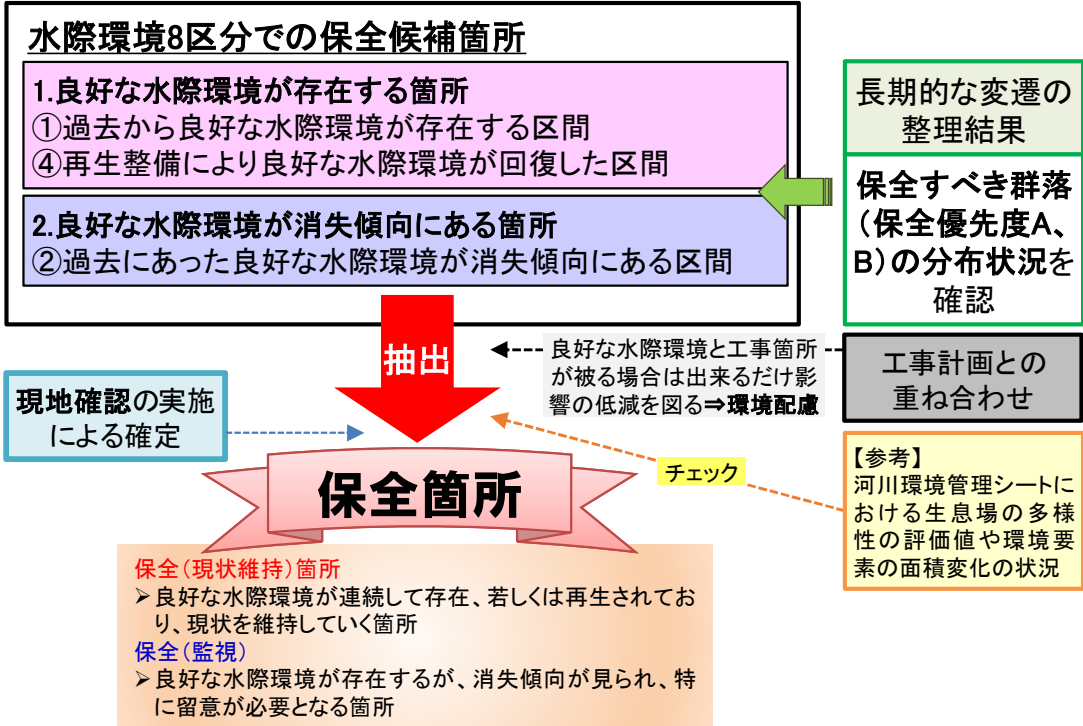 水際環境8区分での保全候補箇所
1.良好な水際環境が存在する箇所
①過去から良好な水際環境が存在する区間
④再生整備により良好な水際環境が回復した区間
2.良好な水際環境が消失傾向にある箇所
②過去にあった良好な水際環境が消失傾向にある区間
長期的な変遷の
整理結果
保全すべき群落
(保全優先度A、
B)の分布状況を
確認
抽出
良好な水際環境と工事箇所
が被る場合は出来るだけ影
響の低減を図る⇒環境配慮
工事計画との
重ね合わせ
現地確認の実施
による確定
チェック
【参考】
河川環境管理シートに
おける生息場の多様
性の評価値や環境要
素の面積変化の状況
保全箇所
保全(現状維持)箇所
➢良好な水際環境が連続して存在、若しくは再生されてお
り、現状を維持していく箇所
保全(監視)
➢良好な水際環境が存在するが、消失傾向が見られ、特
に留意が必要となる箇所